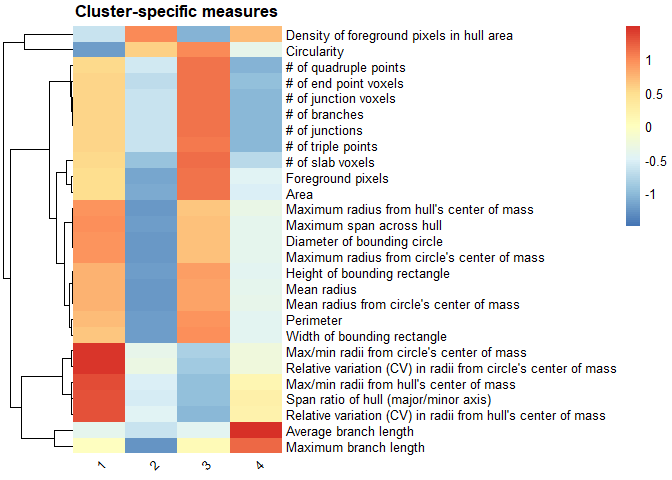 Cluster-specific measures
Density of foreground pixels in hull area
Circularity
# of quadruple points
# of end point voxels
# of junction voxels
# of branches
# of junctions
# of triple points
# of slab voxels
Foreground pixels
Area
Maximum radius from hull's center of mass
Maximum span across hull
Diameter of bounding circle
Maximum radius from circle's center of mass
Height of bounding rectangle
Mean radius
Mean radius from circle's center of mass
Perimeter
Width of bounding rectangle
Max/min radii from circle's center of mass
Relative variation (CV) in radii from circle's center of mass
Max/min radii from hull's center of mass
Span ratio of hull (major/minor axis)
Relative variation (CV) in radii from hull's center of mass
Average branch length
Maximum branch length
1 2 3 4
1
0.5
0
-0.5
-1